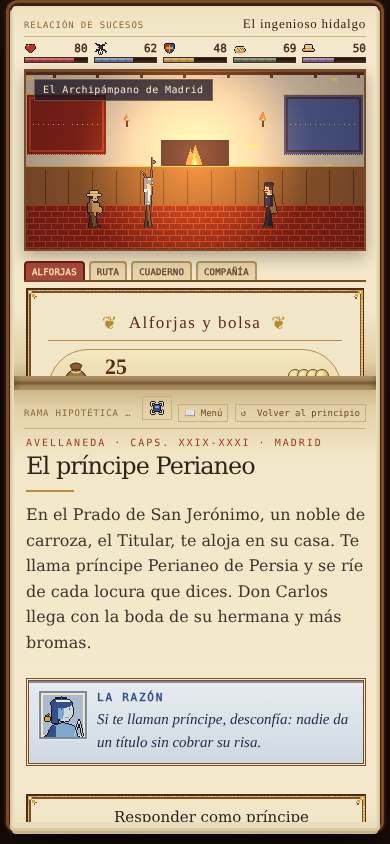 RELACIÓN DE SUCESOS
El ingenioso hidalgo
80 62 48 69 50
El Archipámpano de Madrid
ALFORJAS RUTA CUADERNO COMPAÑÍA
Alforjas y bolsa
25
RAMA HIPOTÉTICA …
Menú
↺ Volver al principio
AVELLANEDA · CAPS. XXIX-XXXI · MADRID
El príncipe Perianeo
En el Prado de San Jerónimo, un noble de
carroza, el Titular, te aloja en su casa. Te
llama príncipe Perianeo de Persia y se ríe
de cada locura que dices. Don Carlos
llega con la boda de su hermana y más
bromas.
LA RAZÓN
Si te llaman príncipe, desconfía: nadie da
un título sin cobrar su risa.
Responder como príncipe